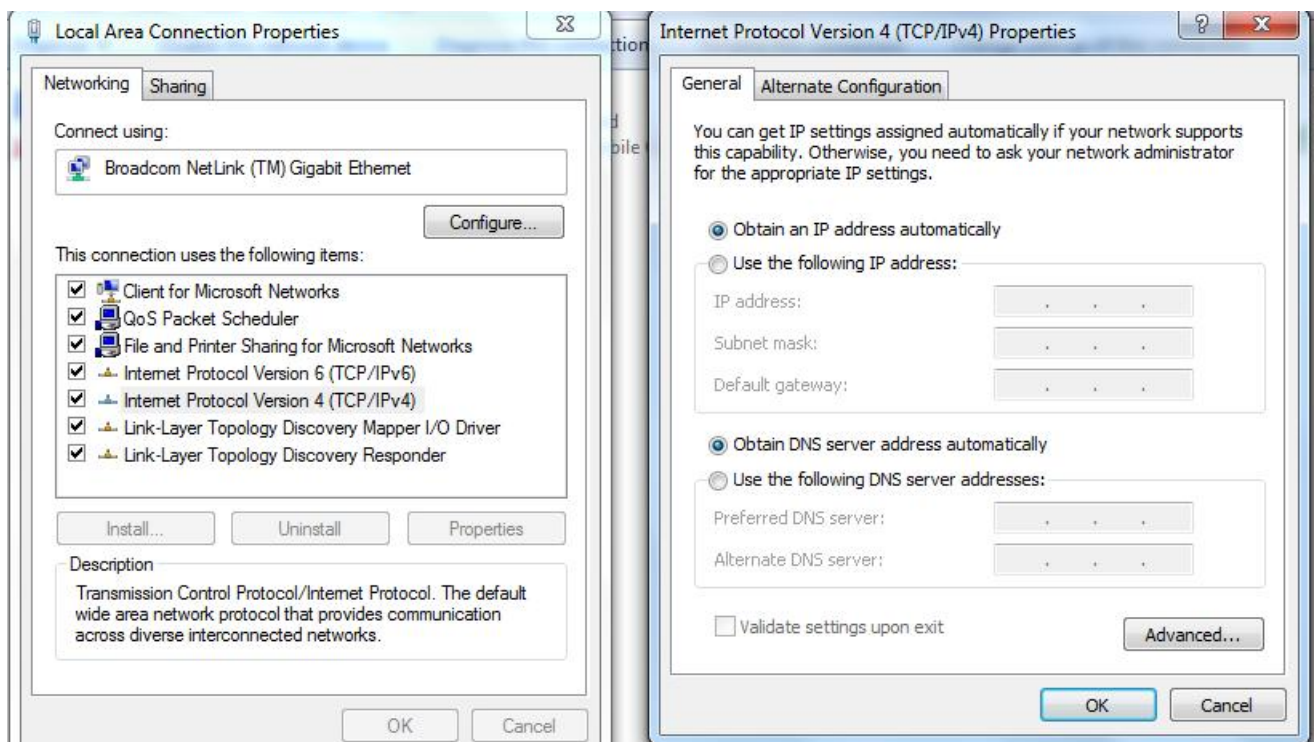 Local Area Connection Properties
Networking
Sharing
Connect using:
Broadcom NetLink (TM) Gigabit Ethernet
Configure...
This connection uses the following items:
Client for Microsoft Networks
QoS Packet Scheduler
File and Printer Sharing for Microsoft Networks
Internet Protocol Version 6 (TCP/IPv6)
Internet Protocol Version 4 (TCP/IPv4)
Link-Layer Topology Discovery Mapper I/O Driver
Link-Layer Topology Discovery Responder
Install...
Uninstall
Properties
Description
Transmission Control Protocol/Internet Protocol. The default
wide area network protocol that provides communication
across diverse interconnected networks.
OK
Cancel
Internet Protocol Version 4 (TCP/IPv4) Properties
General
Alternate Configuration
You can get IP settings assigned automatically if your network supports
this capability. Otherwise, you need to ask your network administrator
for the appropriate IP settings.
Obtain an IP address automatically
Use the following IP address:
IP address:
Subnet mask:
Default gateway:
Obtain DNS server address automatically
Use the following DNS server addresses:
Preferred DNS server:
Alternate DNS server:
Validate settings upon exit
Advanced...
OK
Cancel